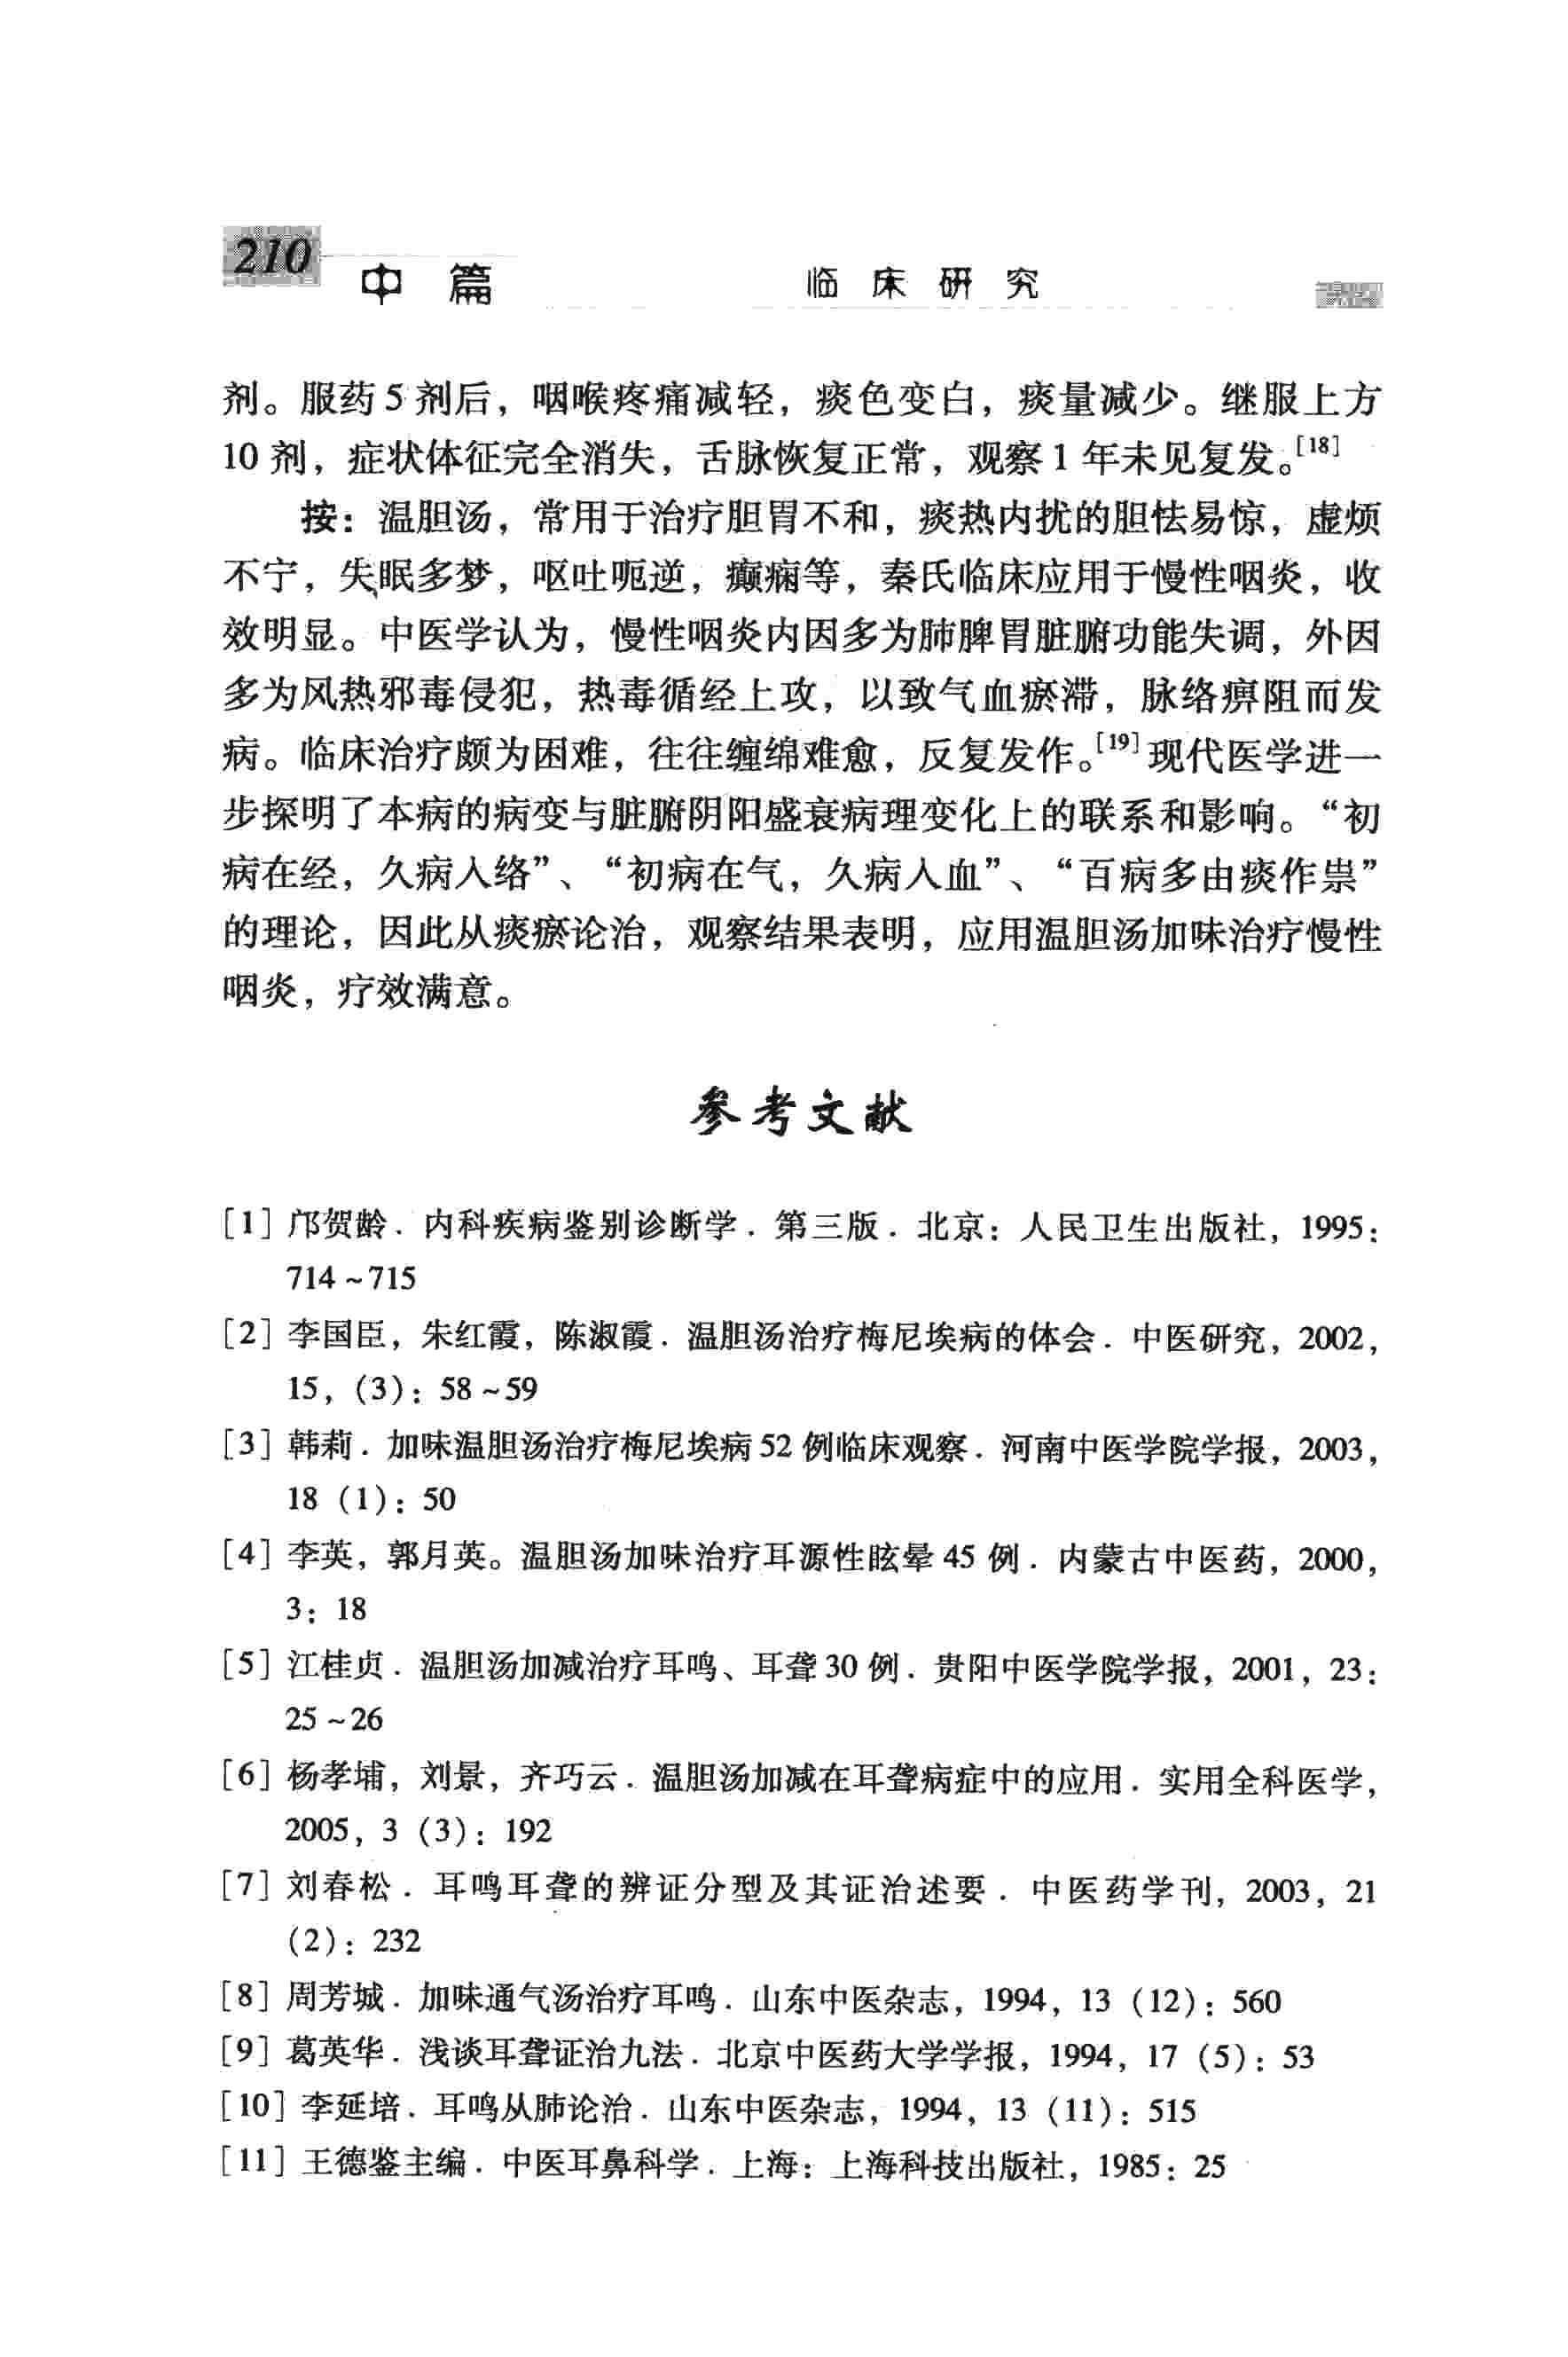 210
中 篇 临 床 研 究
剂。服药5剂后，咽喉疼痛减轻，痰色变白，痰量减少。继服上方
10剂，症状体征完全消失，舌脉恢复正常，观察1年未见复发。[18]
按：温胆汤，常用于治疗胆胃不和，痰热内扰的胆怯易惊，虚烦
不宁，失眠多梦，呕吐呃逆，癫痫等，秦氏临床应用于慢性咽炎，收
效明显。中医学认为，慢性咽炎内因多为肺脾胃脏腑功能失调，外因
多为风热邪毒侵犯，热毒循经上攻，以致气血瘀滞，脉络痹阻而发
病。临床治疗颇为困难，往往缠绵难愈，反复发作。[19]现代医学进一
步探明了本病的病变与脏腑阴阳盛衰病理变化上的联系和影响。“初
病在经，久病入络”、“初病在气，久病入血”、“百病多由痰作祟”
的理论，因此从痰瘀论治，观察结果表明，应用温胆汤加味治疗慢性
咽炎，疗效满意。
参考文献
[1] 邝贺龄．内科疾病鉴别诊断学．第三版．北京：人民卫生出版社，1995：
714～715
[2] 李国臣，朱红霞，陈淑霞．温胆汤治疗梅尼埃病的体会．中医研究，2002，
15，(3)：58～59
[3] 韩莉．加味温胆汤治疗梅尼埃病52例临床观察．河南中医学院学报，2003，
18 (1)：50
[4] 李英，郭月英。温胆汤加味治疗耳源性眩晕45例．内蒙古中医药，2000，
3：18
[5] 江桂贞．温胆汤加减治疗耳鸣、耳聋30例．贵阳中医学院学报，2001，23：
25～26
[6] 杨孝埔，刘景，齐巧云．温胆汤加减在耳聋病症中的应用．实用全科医学，
2005，3 (3)：192
[7] 刘春松．耳鸣耳聋的辨证分型及其证治述要．中医药学刊，2003，21
(2)：232
[8] 周芳城．加味通气汤治疗耳鸣．山东中医杂志，1994，13 (12)：560
[9] 葛英华．浅谈耳聋证治九法．北京中医药大学学报，1994，17 (5)：53
[10] 李延培．耳鸣从肺论治．山东中医杂志，1994，13 (11)：515
[11] 王德鉴主编．中医耳鼻科学．上海：上海科技出版社，1985：25